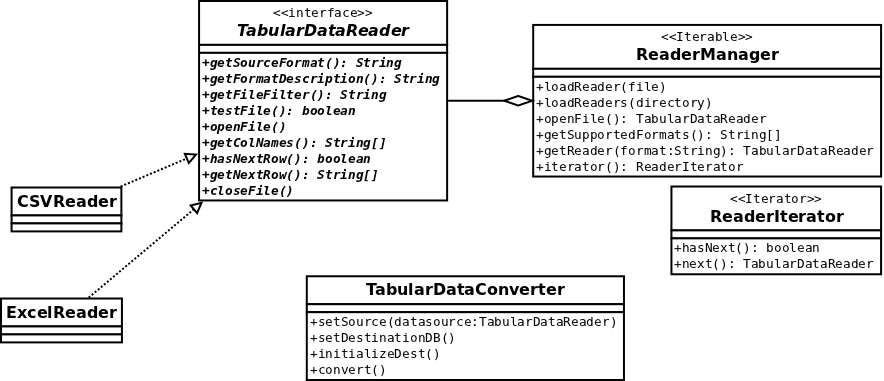 <<interface>>
TabularDataReader
+getSourceFormat(): String
+getFormatDescription(): String
+getFileFilter(): String
+testFile(): boolean
+openFile()
+getColNames(): String[]
+hasNextRow(): boolean
+getNextRow(): String[]
+closeFile()
<<Iterable>>
ReaderManager
+loadReader(file)
+loadReaders(directory)
+openFile(): TabularDataReader
+getSupportedFormats(): String[]
+getReader(format:String): TabularDataReader
+iterator(): ReaderIterator
CSVReader
<<Iterator>>
ReaderIterator
+hasNext(): boolean
+next(): TabularDataReader
ExcelReader
TabularDataConverter
+setSource(datasource:TabularDataReader)
+setDestinationDB()
+initializeDest()
+convert()